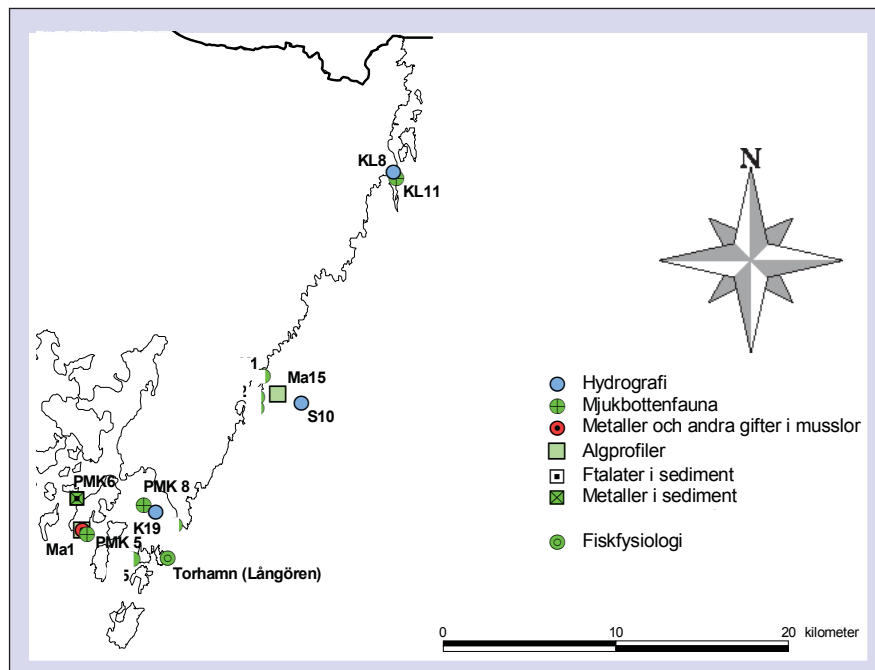 N
KL8
KL11
Ma15
S10
PMK6
PMK 8
K19
PMK 5
Ma1
Torhamn (Långören)
Hydrografi
Mjukbottenfauna
Metaller och andra gifter i musslor
Algprofiler
Ftalater i sediment
Metaller i sediment
Fiskfysiologi
0 10 20 kilometer